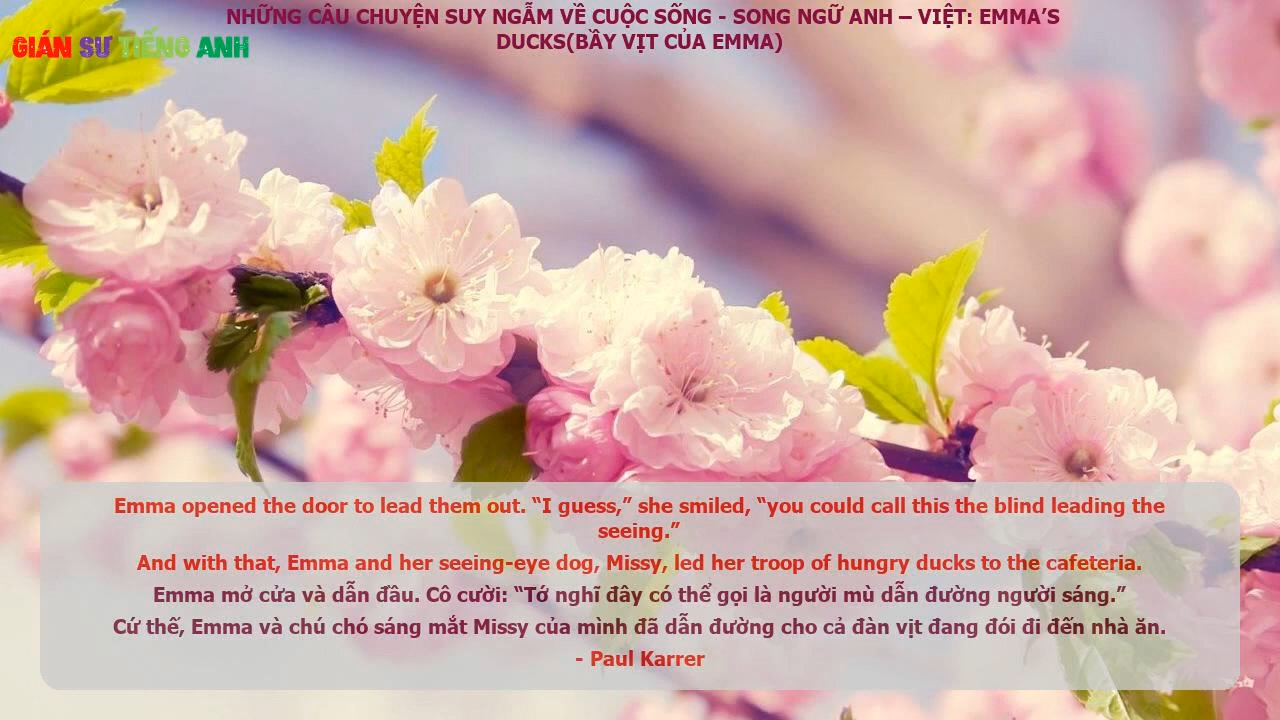 NHỮNG CÂU CHUYỆN SUY NGẪM VỀ CUỘC SỐNG - SONG NGỮ ANH – VIỆT: EMMA’S
DUCKS(BẦY VỊT CỦA EMMA)
GIÁN SƯ TIẾNG ANH
Emma opened the door to lead them out. “I guess,” she smiled, “you could call this the blind leading the
seeing.”
And with that, Emma and her seeing-eye dog, Missy, led her troop of hungry ducks to the cafeteria.
Emma mở cửa và dẫn đầu. Cô cười: “Tớ nghĩ đây có thể gọi là người mù dẫn đường người sáng.”
Cứ thế, Emma và chú chó sáng mắt Missy của mình đã dẫn đường cho cả đàn vịt đang đói đi đến nhà ăn.
- Paul Karrer